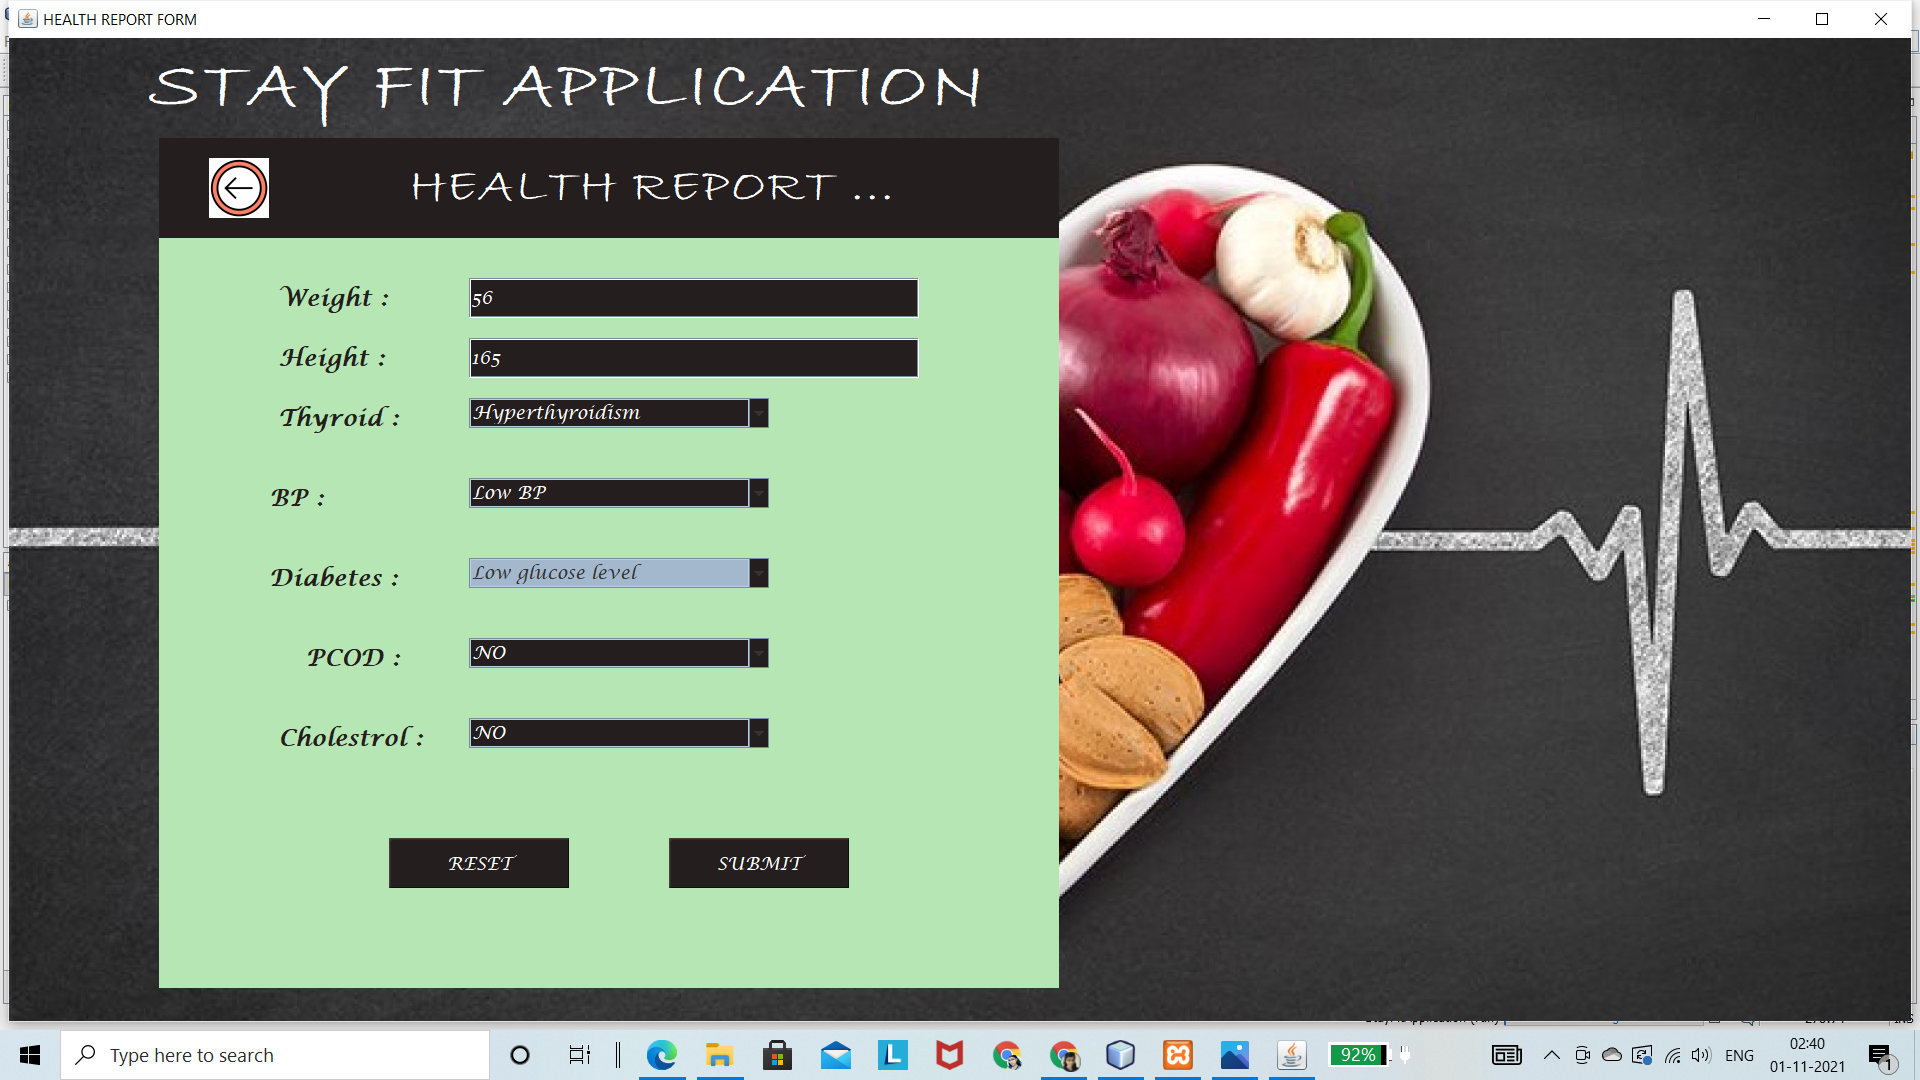 HEALTH REPORT FORM
STAY FIT APPLICATION
HEALTH REPORT ...
Weight : 56
Height : 165
Thyroid : Hyperthyroidism
BP : Low BP
Diabetes : Low glucose level
PCOD : NO
Cholestrol : NO
RESET SUBMIT
Type here to search
L
92%
ENG
02:40
01-11-2021
1